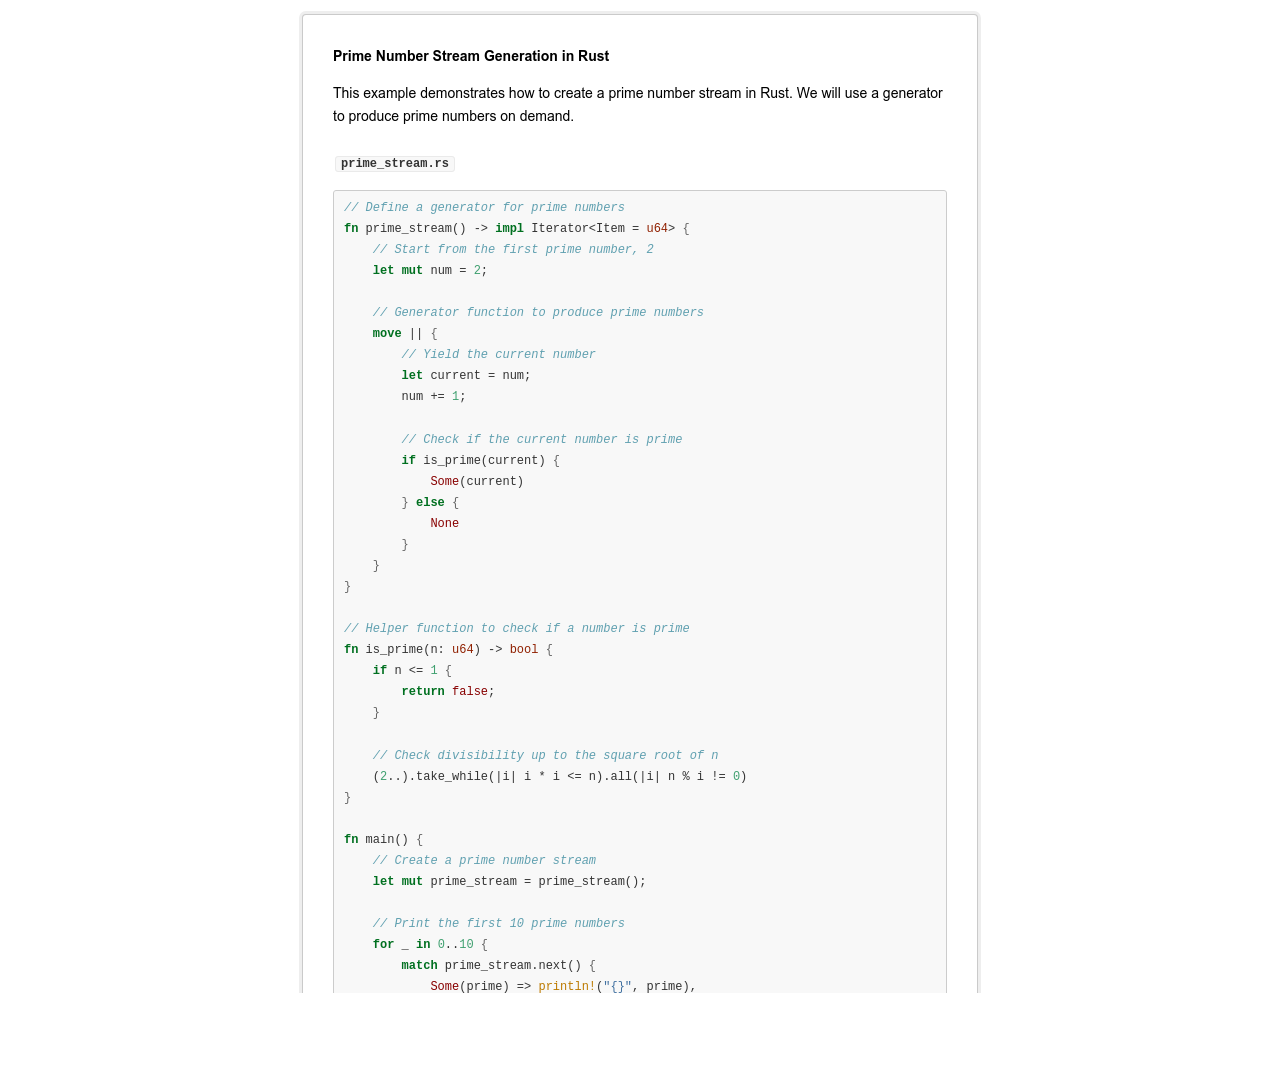 Prime Number Stream Generation in Rust
This example demonstrates how to create a prime number stream in Rust. We will use a generator
to produce prime numbers on demand.
prime_stream.rs
// Define a generator for prime numbers
fn prime_stream() -> impl Iterator<Item = u64> {
    // Start from the first prime number, 2
    let mut num = 2;

    // Generator function to produce prime numbers
    move || {
        // Yield the current number
        let current = num;
        num += 1;

        // Check if the current number is prime
        if is_prime(current) {
            Some(current)
        } else {
            None
        }
    }
}

// Helper function to check if a number is prime
fn is_prime(n: u64) -> bool {
    if n <= 1 {
        return false;
    }

    // Check divisibility up to the square root of n
    (2..).take_while(|i| i * i <= n).all(|i| n % i != 0)
}

fn main() {
    // Create a prime number stream
    let mut prime_stream = prime_stream();

    // Print the first 10 prime numbers
    for _ in 0..10 {
        match prime_stream.next() {
            Some(prime) => println!("{}", prime),